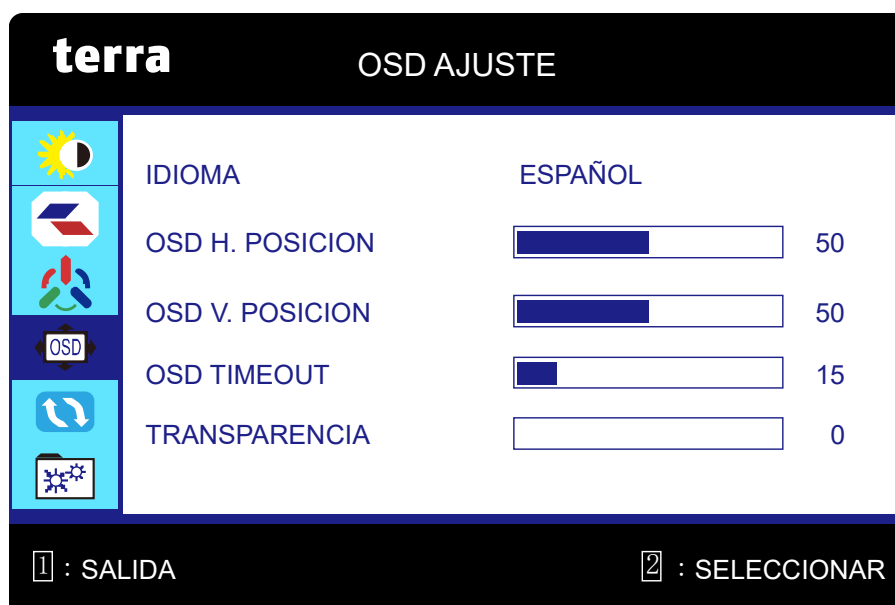 terra OSD AJUSTE
IDIOMA ESPAÑOL
OSD H. POSICION 50
OSD V. POSICION 50
OSD
OSD TIMEOUT 15
TRANSPARENCIA 0
1 : SALIDA 2 : SELECCIONAR